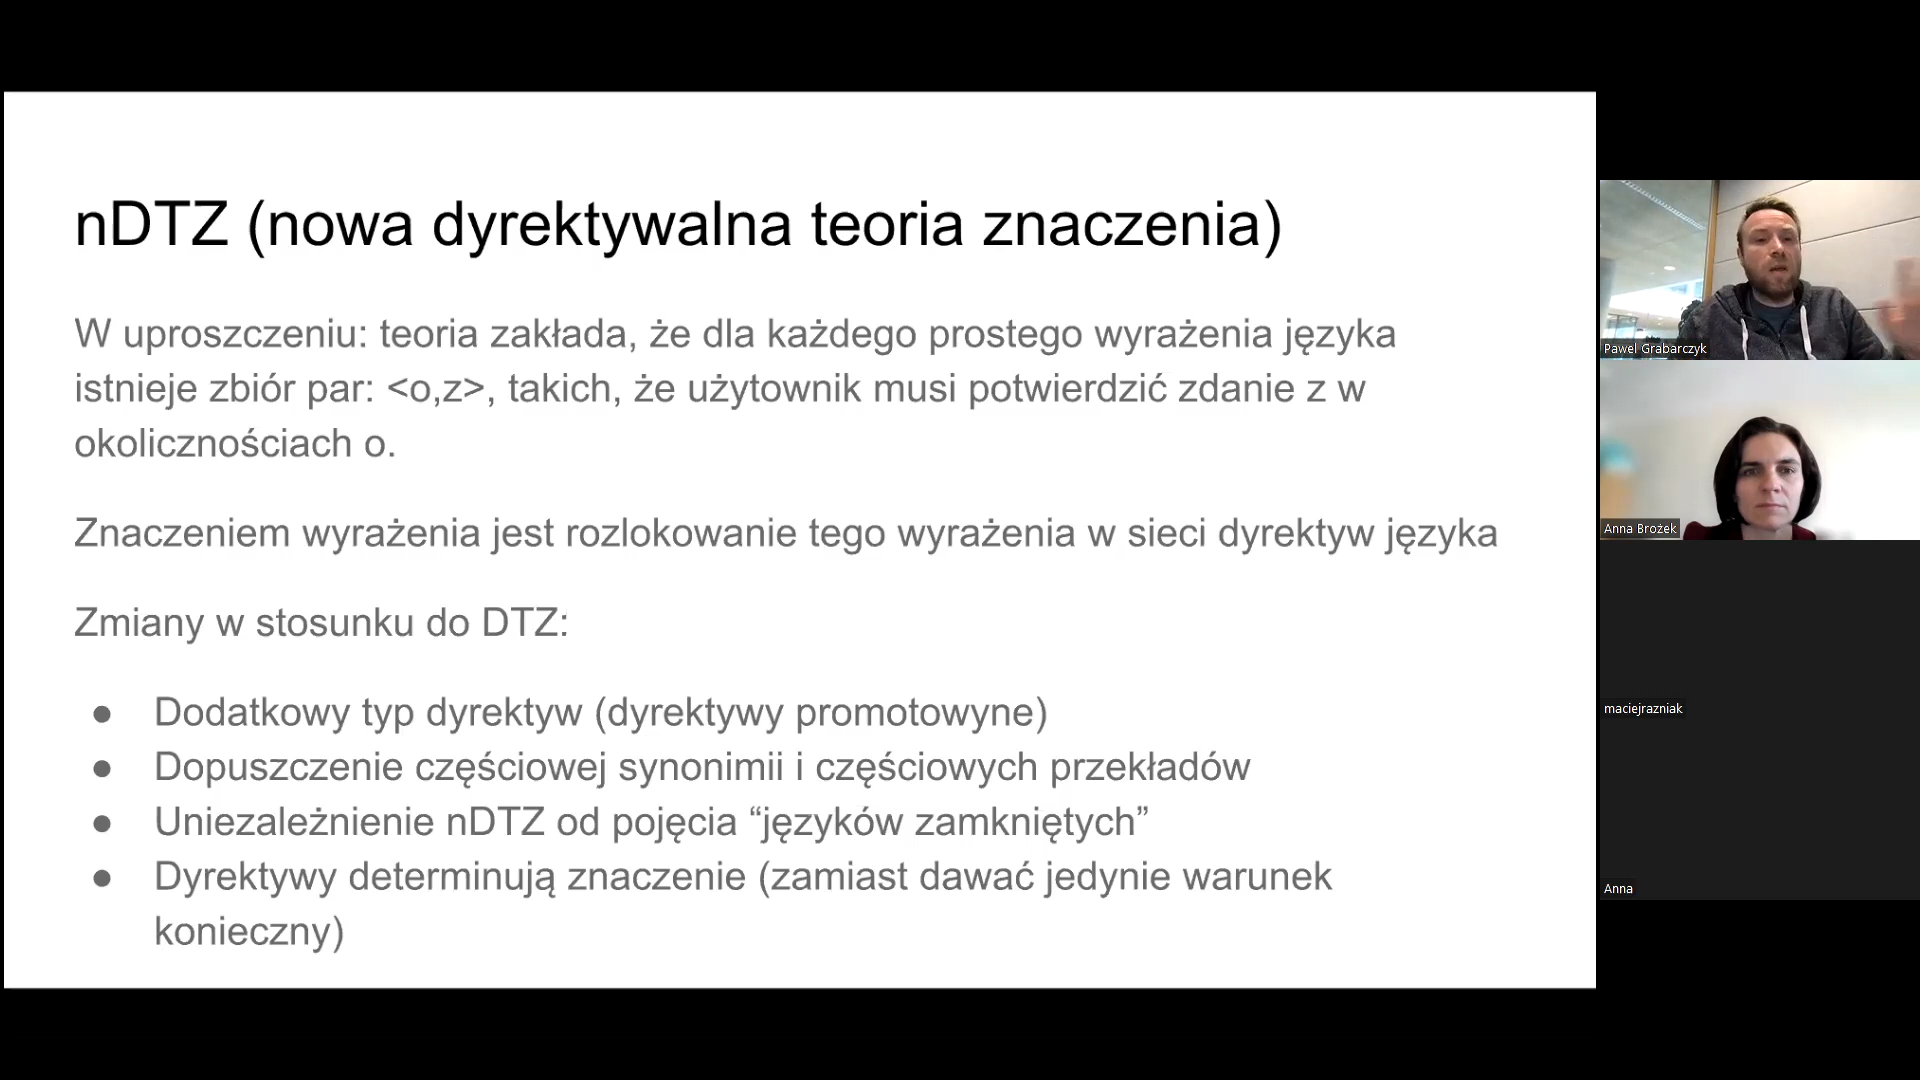 nDTZ (nowa dyrektywalna teoria znaczenia)
W uproszczeniu: teoria zakłada, że dla każdego prostego wyrażenia języka
istnieje zbiór par: <o,z>, takich, że użytownik musi potwierdzić zdanie z w
okolicznościach o.
Znaczeniem wyrażenia jest rozlokowanie tego wyrażenia w sieci dyrektyw języka
Zmiany w stosunku do DTZ:
● Dodatkowy typ dyrektyw (dyrektywy promotowyne)
● Dopuszczenie częściowej synonimii i częściowych przekładów
● Uniezależnienie nDTZ od pojęcia “języków zamkniętych”
● Dyrektywy determinują znaczenie (zamiast dawać jedynie warunek
konieczny)
Pawel Grabarczyk
Anna Brożek
maciejrazniak
Anna